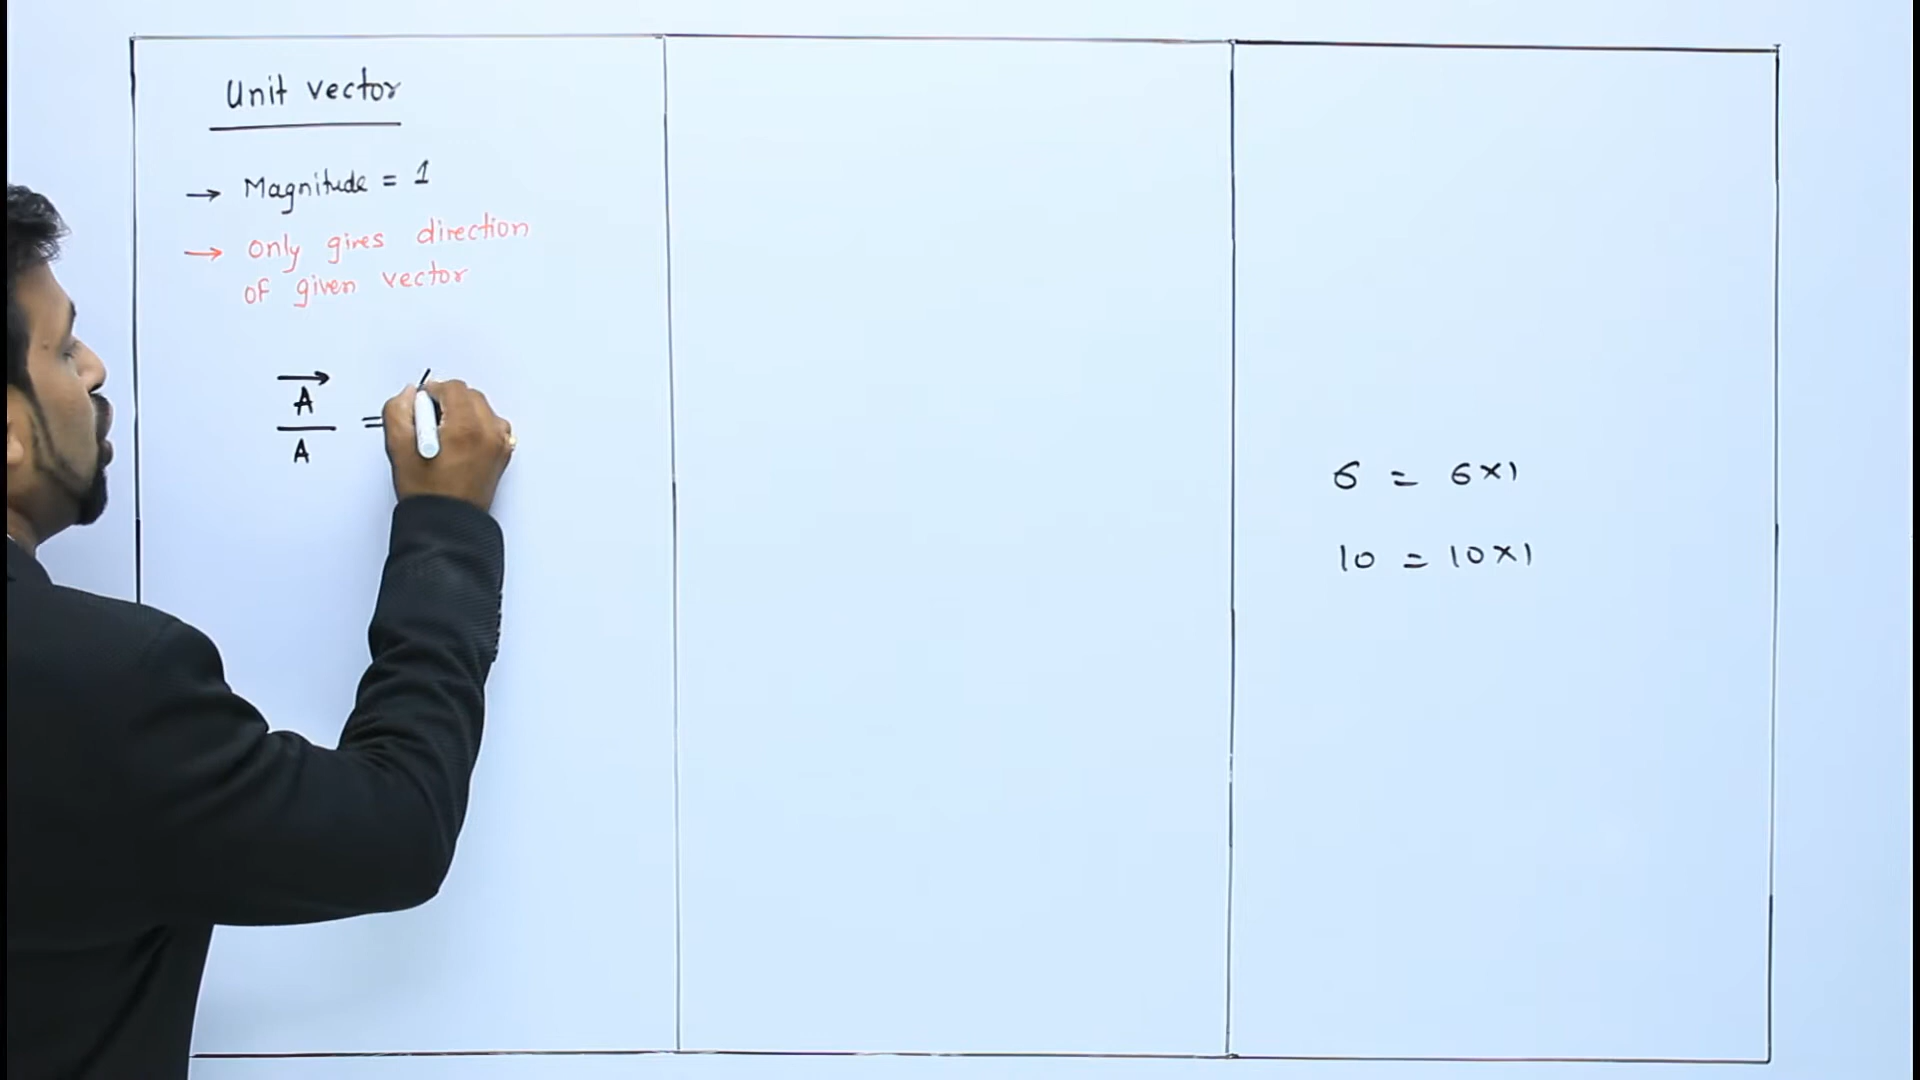 Unit vector
→ Magnitude = 1
→ Only gives direction
of given vector
A⃗
A =
6 = 6×1
10 = 10×1